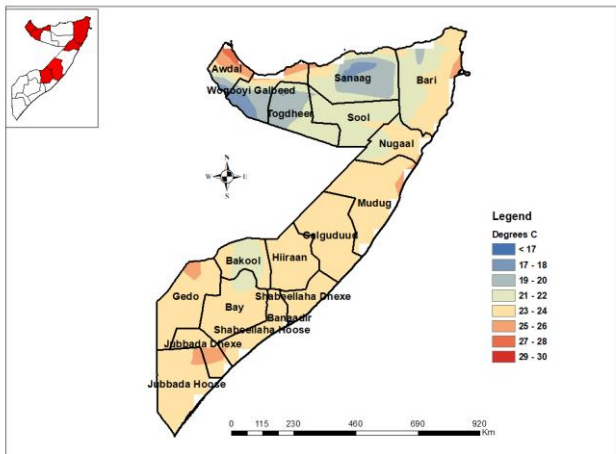 Awdal
Woqooyi Galbeed
Togdheer
Sanaag
Bari
Sool
Nugaal
Mudug
Galguduud
Hiiraan
Bakool
Gedo
Bay
Shabeellaha Dhexe
Banaadir
Shabeellaha Hoose
Jubbada Dhexe
Jubbada Hoose
N
W
E
S
Legend
Degrees C
< 17
17 - 18
19 - 20
21 - 22
23 - 24
25 - 26
27 - 28
29 - 30
0 115 230 460 690 920
Km